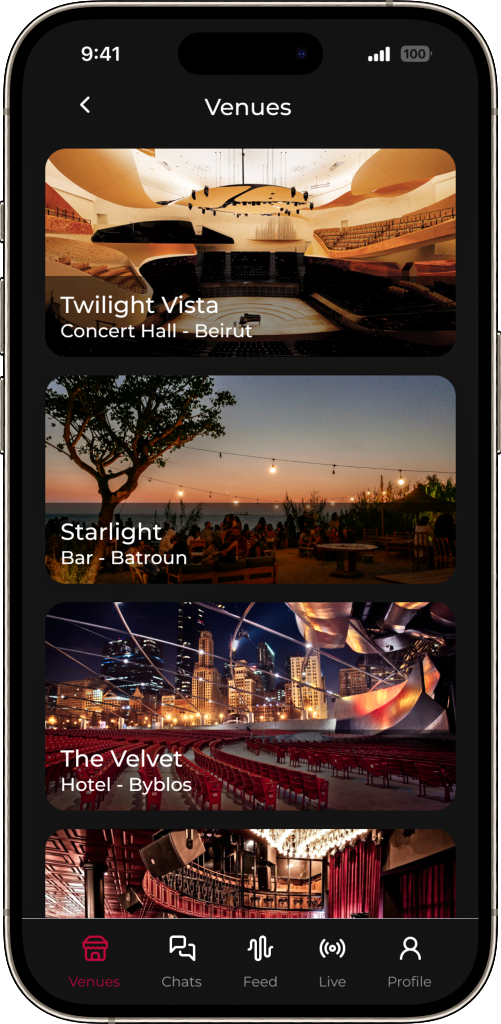 9:41
100
Venues
Twilight Vista
Concert Hall - Beirut
Starlight
Bar - Batroun
The Velvet
Hotel - Byblos
Venues
Chats
Feed
Live
Profile